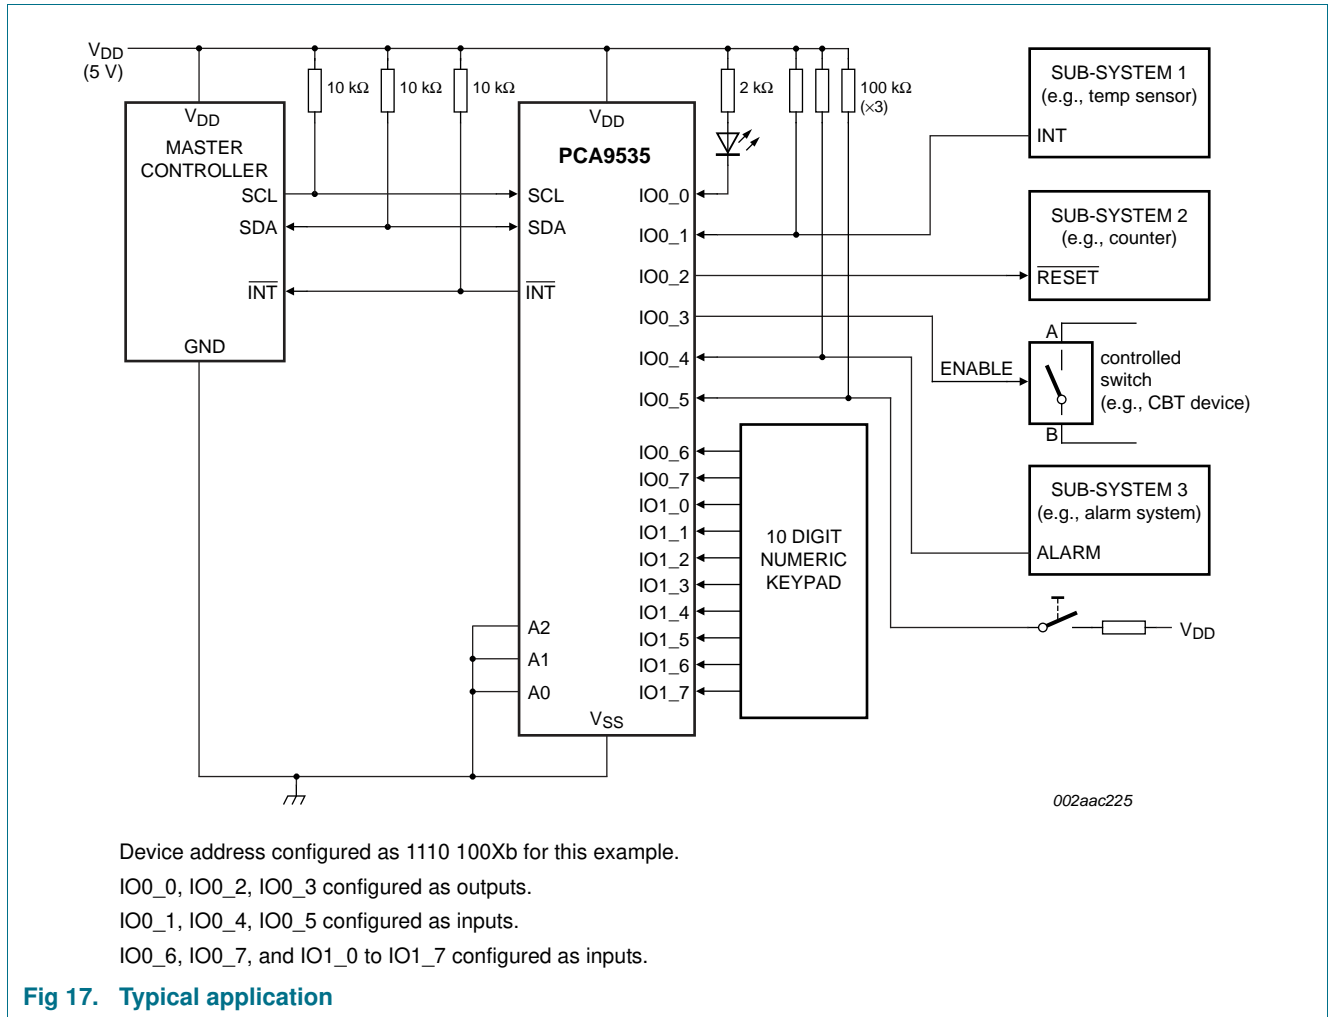 VDD
(5 V)
10 kΩ
10 kΩ
10 kΩ
2 kΩ
100 kΩ
(×3)
VDD
MASTER
CONTROLLER
SCL
SDA
INT
GND
VDD
PCA9535
SCL
SDA
INT
A2
A1
A0
VSS
IO0_0
IO0_1
IO0_2
IO0_3
IO0_4
IO0_5
IO0_6
IO0_7
IO1_0
IO1_1
IO1_2
IO1_3
IO1_4
IO1_5
IO1_6
IO1_7
10 DIGIT
NUMERIC
KEYPAD
SUB-SYSTEM 1
(e.g., temp sensor)
INT
SUB-SYSTEM 2
(e.g., counter)
RESET
A
ENABLE
B
controlled
switch
(e.g., CBT device)
SUB-SYSTEM 3
(e.g., alarm system)
ALARM
VDD
002aac225
Device address configured as 1110 100Xb for this example.
IO0_0, IO0_2, IO0_3 configured as outputs.
IO0_1, IO0_4, IO0_5 configured as inputs.
IO0_6, IO0_7, and IO1_0 to IO1_7 configured as inputs.
Fig 17. Typical application